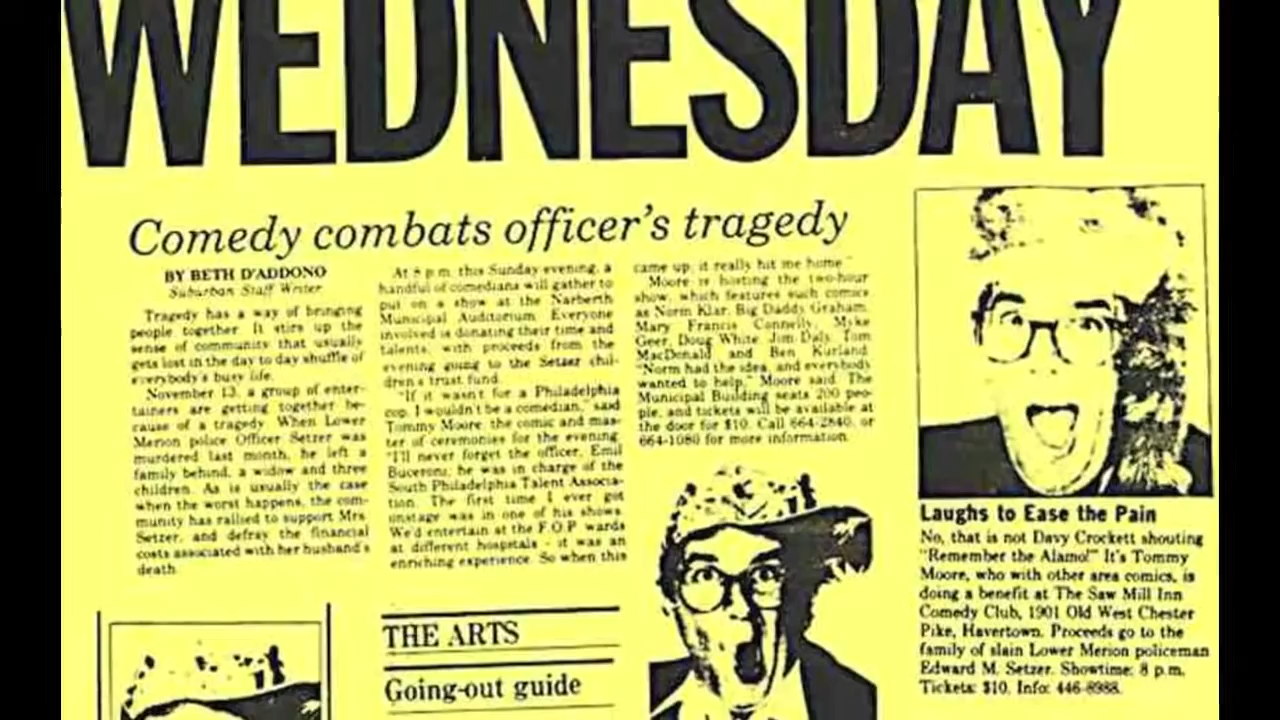 WEDNESDAY
Comedy combats officer's tragedy
BY BETH D'ADDONO
Suburban Staff Writer
Tragedy has a way of bringing
people together. It stirs up the
sense of community that usually
gets lost in the day to day shuffle of
everybody's busy life.
November 13, a group of enter-
tainers are getting together be-
cause of a tragedy. When Lower
Merion police Officer Setzer was
murdered last month, he left a
family behind, a widow and three
children. As is usually the case
when the worst happens, the com-
munity has rallied to support Mrs.
Setzer, and defray the financial
costs associated with her husband's
death.
At 8 p.m. this Sunday evening, a
handful of comedians will gather to
put on a show at the Narberth
Municipal Auditorium. Everyone
involved is donating their time and
talents, with proceeds from the
evening going to the Setzer chil-
dren's trust fund.
"If it wasn't for a Philadelphia
cop, I wouldn't be a comedian," said
Tommy Moore, the comic and mas-
ter of ceremonies for the evening.
"I'll never forget the officer, Emil
Buceroni; he was in charge of the
South Philadelphia Talent Associa-
tion. The first time I ever got
onstage was in one of his shows.
We'd entertain at the F.O.P wards
at different hospitals - it was an
enriching experience. So when this
came up, it really hit me home."
Moore is hosting the two-hour
show, which features such comics
as Norm Klar, Big Daddy Graham,
Mary Francis Connelly, Myke
Geer, Doug White, Jim Daly, Tom
MacDonald and Ben Kurland.
"Norm had the idea, and everybody
wanted to help," Moore said. The
Municipal Building seats 200 peo-
ple, and tickets will be available at
the door for $10. Call 664-2840, or
664-1080 for more information.
THE ARTS
Going-out guide
Laughs to Ease the Pain
No, that is not Davy Crockett shouting
"Remember the Alamo!" It's Tommy
Moore, who with other area comics, is
doing a benefit at The Saw Mill Inn
Comedy Club, 1901 Old West Chester
Pike, Havertown. Proceeds go to the
family of slain Lower Merion policeman
Edward M. Setzer. Showtime: 8 p.m.
Tickets: $10. Info: 446-8988.